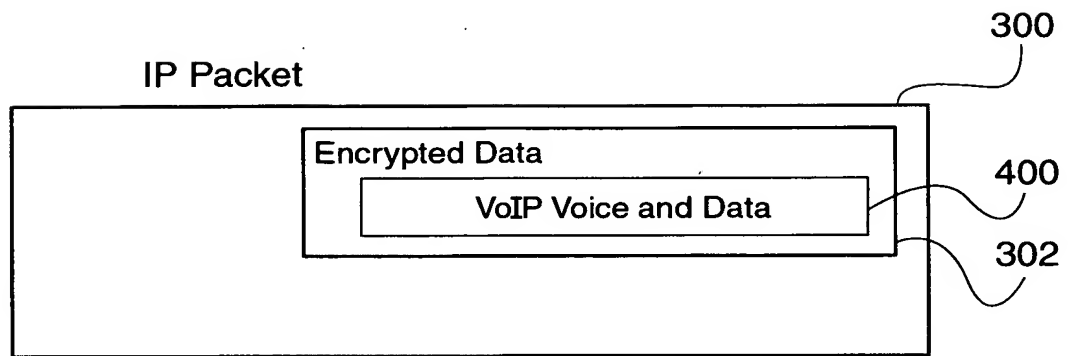 300
IP Packet
Encrypted Data
400
VoIP Voice and Data
302